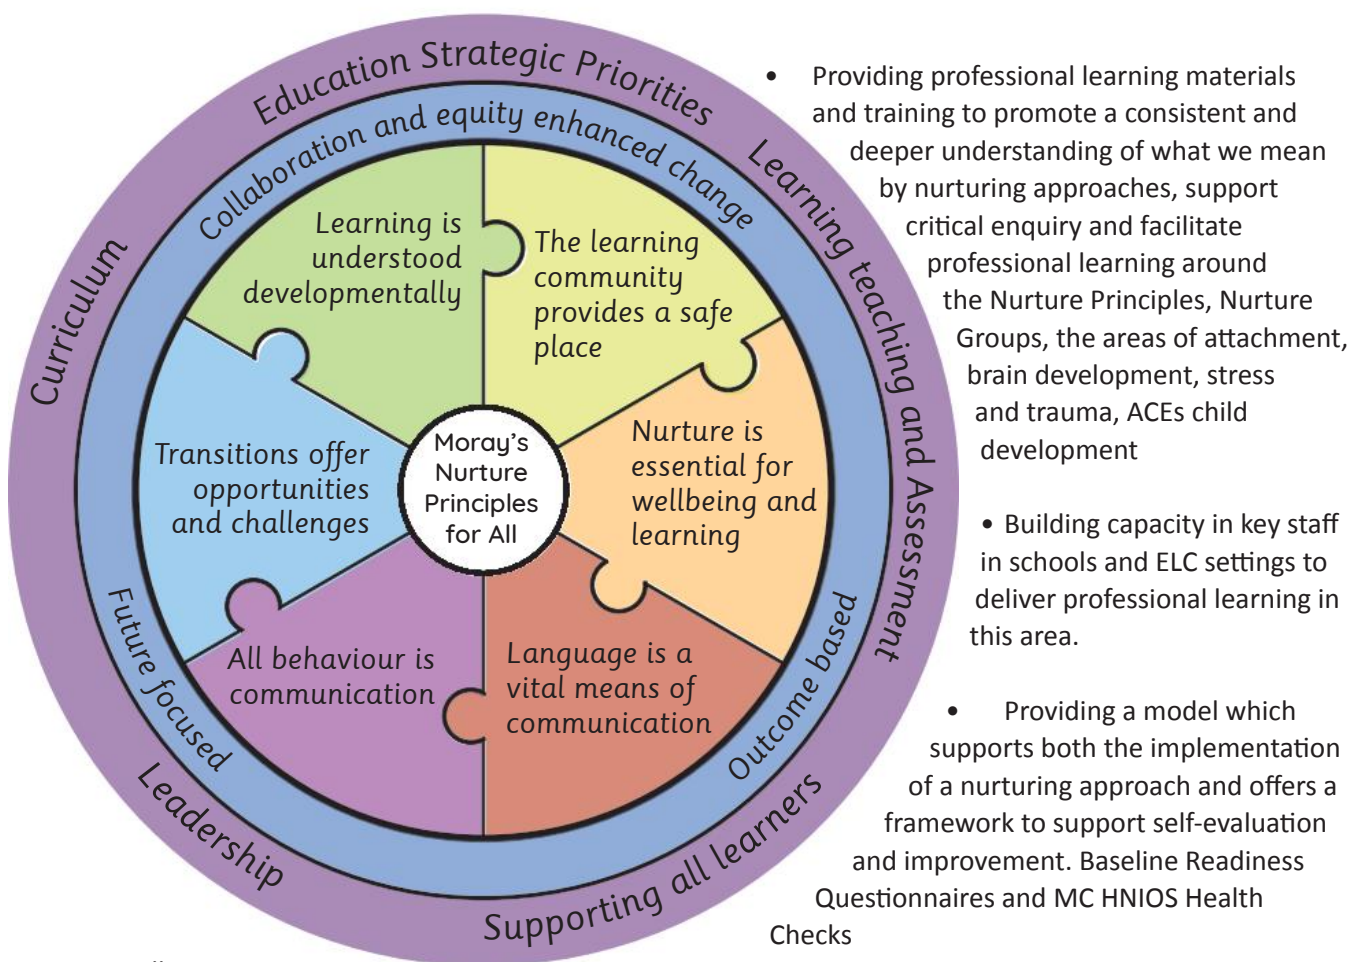 Education Strategic Priorities
Learning teaching and Assessment
Supporting all learners
Leadership
Curriculum
Collaboration and equity enhanced change
Outcome based
Future focused
Learning is
understood
developmentally
The learning
community
provides a safe
place
Nurture is
essential for
wellbeing and
learning
Language is a
vital means of
communication
All behaviour is
communication
Transitions offer
opportunities
and challenges
Moray's
Nurture
Principles
for All
• Providing professional learning materials
and training to promote a consistent and
deeper understanding of what we mean
by nurturing approaches, support
critical enquiry and facilitate
professional learning around
the Nurture Principles, Nurture
Groups, the areas of attachment,
brain development, stress
and trauma, ACEs child
development
• Building capacity in key staff
in schools and ELC settings to
deliver professional learning in
this area.
• Providing a model which
supports both the implementation
of a nurturing approach and offers a
framework to support self-evaluation
and improvement. Baseline Readiness
Questionnaires and MC HNIOS Health
Checks